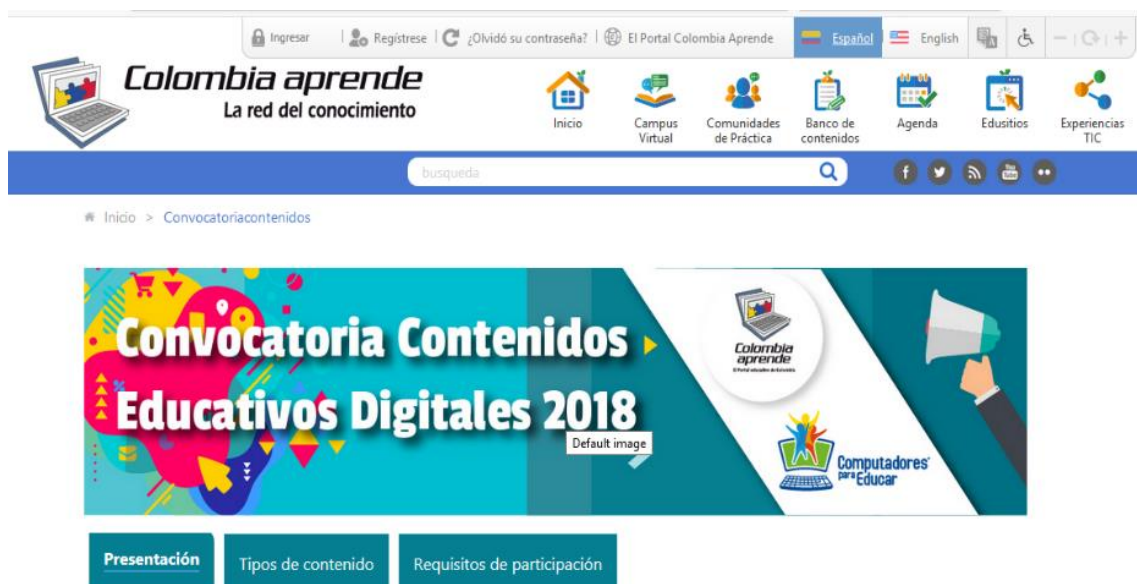 Ingresar
Regístrese
¿Olvidó su contraseña?
El Portal Colombia Aprende
Español
English
Colombia aprende
La red del conocimiento
Inicio
Campus
Virtual
Comunidades
de Práctica
Banco de
contenidos
Agenda
Edusitios
Experiencias
TIC
busqueda
Inicio > Convocatoriacontenidos
Convocatoria Contenidos
Educativos Digitales 2018
Default image
Colombia
aprende
Computadores
para Educar
Presentación
Tipos de contenido
Requisitos de participación